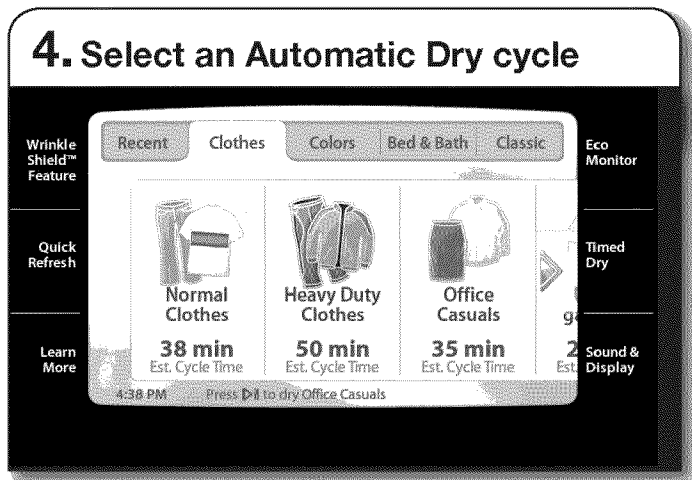 4. Select an Automatic Dry cycle
Wrinkle
Shield™
Feature
Quick
Refresh
Learn
More
Recent
Clothes
Colors
Bed & Bath
Classic
Normal
Clothes
38 min
Est. Cycle Time
Heavy Duty
Clothes
50 min
Est. Cycle Time
Office
Casuals
35 min
Est. Cycle Time
2
Est.
4:38 PM
Press to dry Office Casuals
Eco
Monitor
Timed
Dry
Sound &
Display